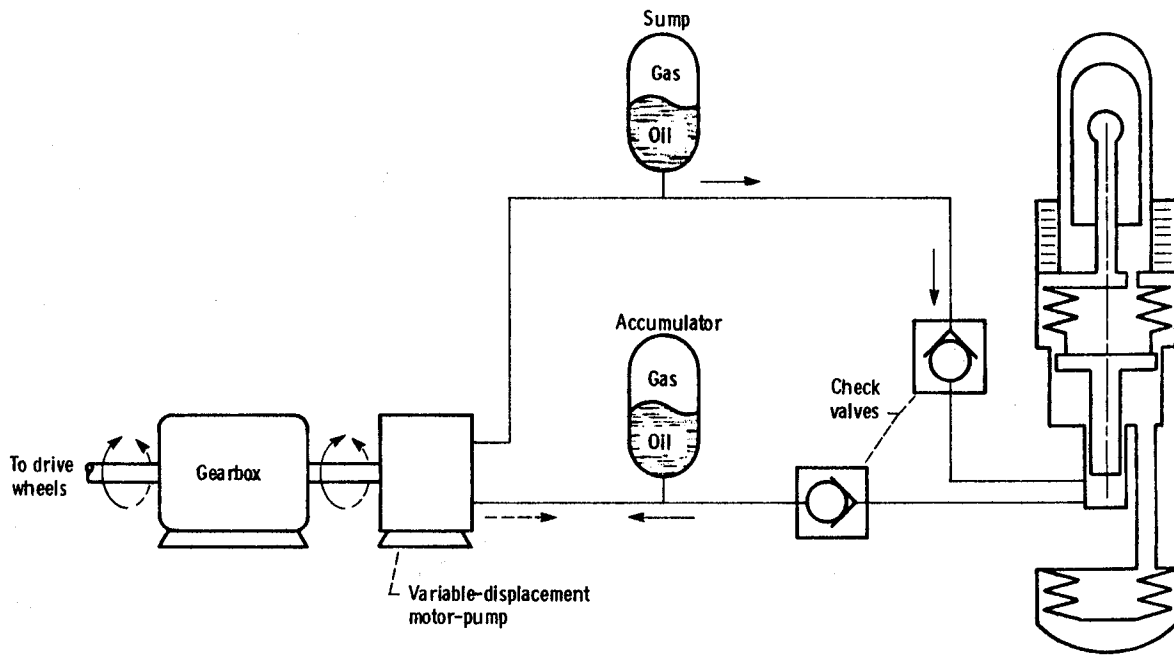 Sump
Gas
Oil
Accumulator
Gas
Oil
Check
valves
To drive
wheels
Gearbox
Variable-displacement
motor-pump